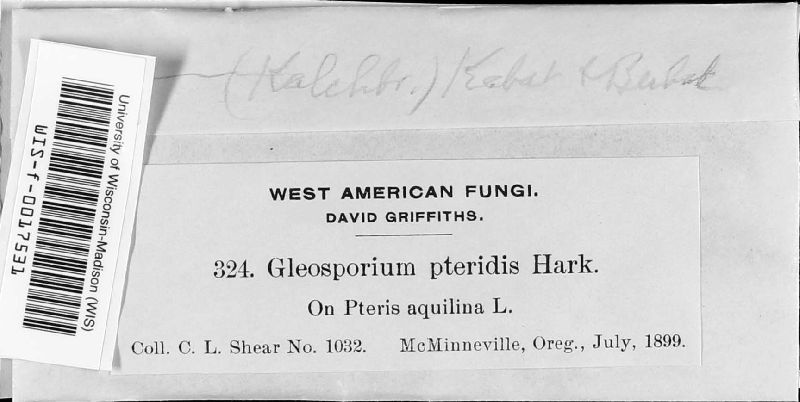 (Kalchbr.) Kabat & Bubak
WEST AMERICAN FUNGI.
DAVID GRIFFITHS.
324. Gleosporium pteridis Hark.
On Pteris aquilina L.
Coll. C. L. Shear No. 1032. McMinneville, Oreg., July, 1899.
University of Wisconsin-Madison (WIS)
WIS-f-0017531